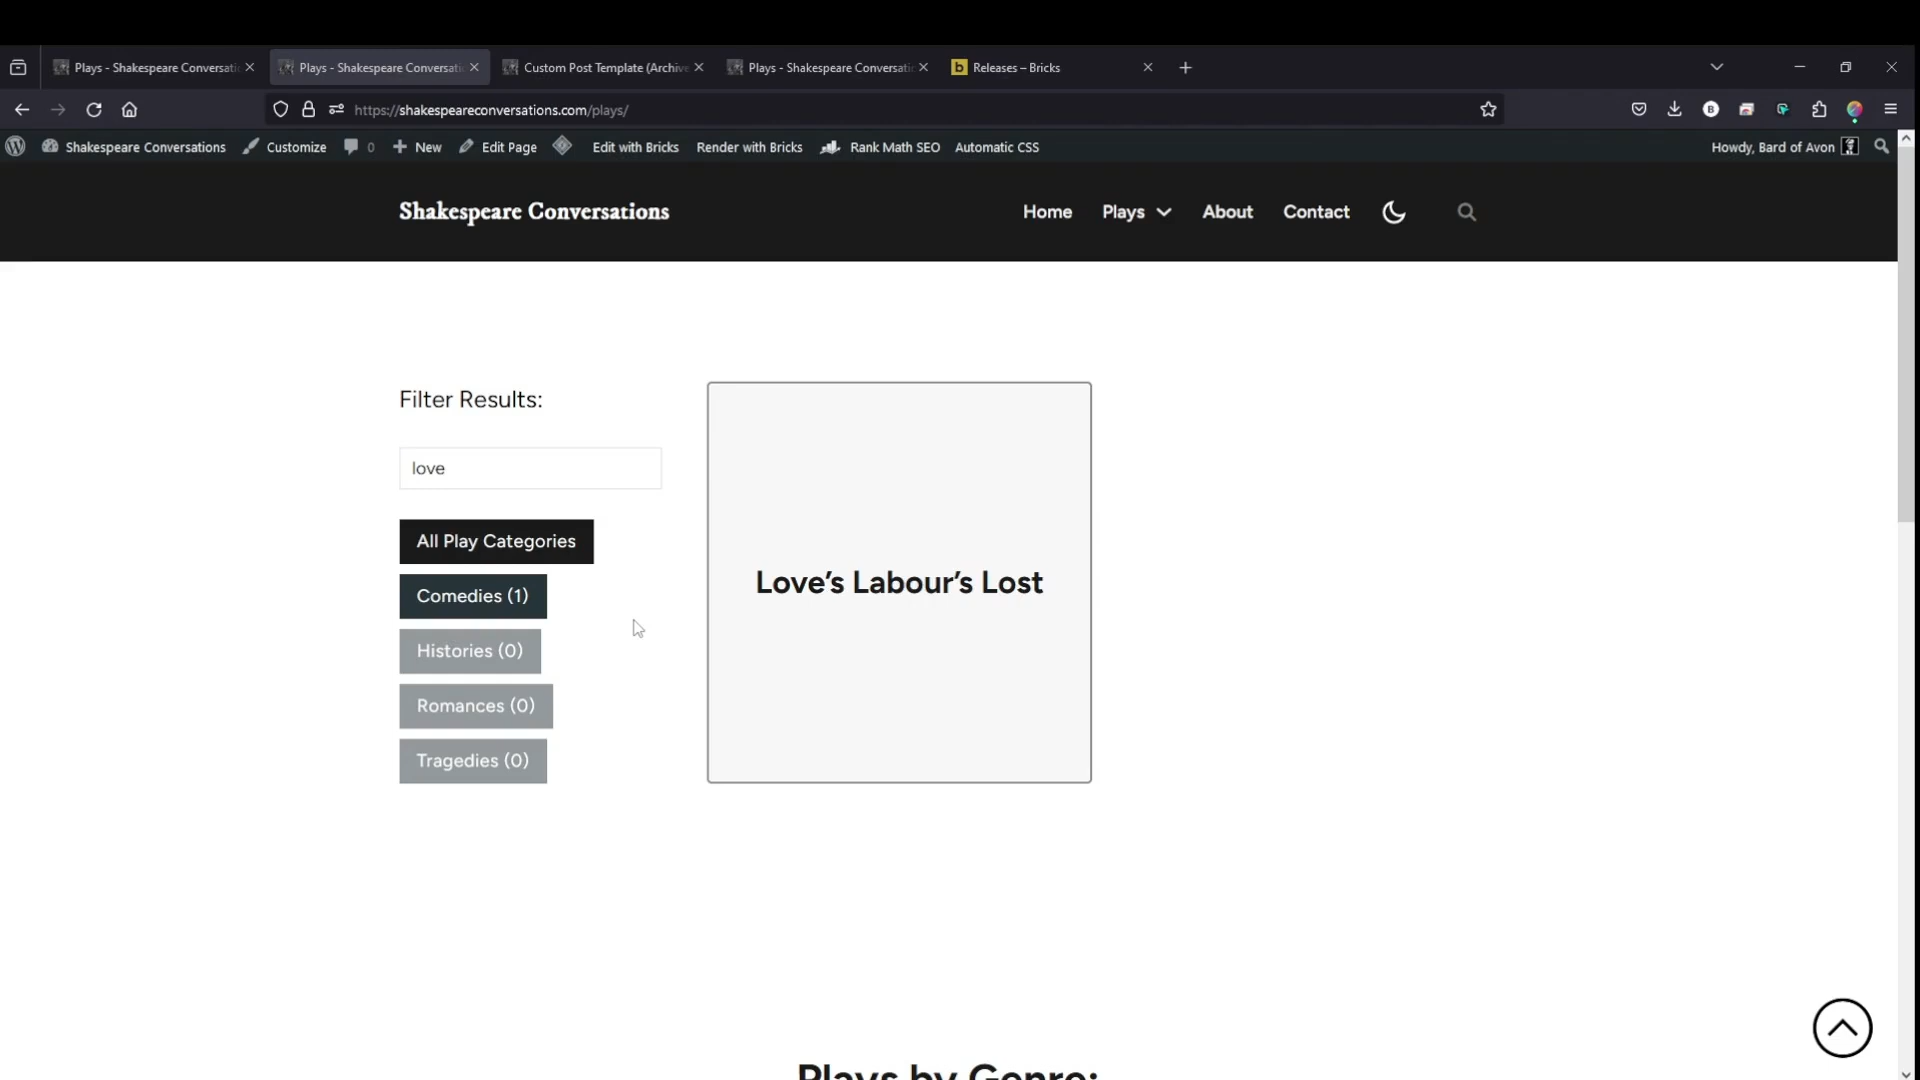 Plays - Shakespeare Conversati
Plays - Shakespeare Conversati
Custom Post Template (Archive
Plays - Shakespeare Conversati
b Releases – Bricks
https://shakespeareconversations.com/plays/
B
Shakespeare Conversations Customize 0 New Edit Page Edit with Bricks Render with Bricks Rank Math SEO Automatic CSS Howdy, Bard of Avon
Shakespeare Conversations
Home Plays About Contact
Filter Results:
love
All Play Categories
Comedies (1)
Histories (0)
Romances (0)
Tragedies (0)
Love’s Labour’s Lost
Plays by Genre: